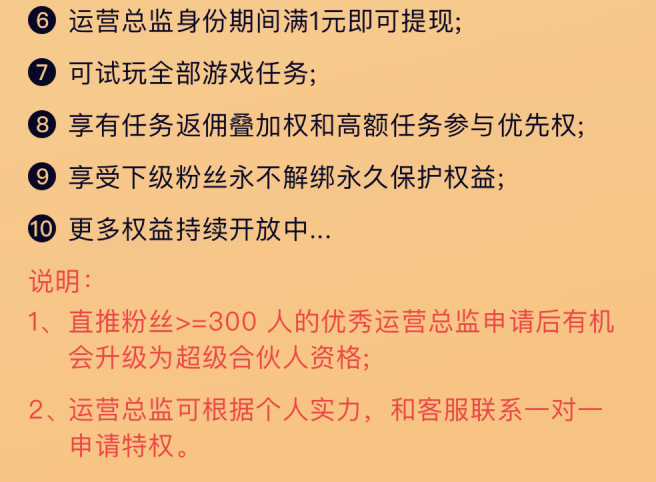 ❻ 运营总监身份期间满1元即可提现;
❼ 可试玩全部游戏任务;
❽ 享有任务返佣叠加权和高额任务参与优先权;
❾ 享受下级粉丝永不解绑永久保护权益;
❿ 更多权益持续开放中...
说明：
1、直推粉丝>=300 人的优秀运营总监申请后有机
会升级为超级合伙人资格;
2、运营总监可根据个人实力，和客服联系一对一
申请特权。